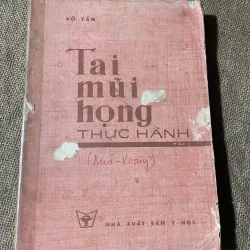 VÕ TẤN
Tai
mũi
họng
THỰC HÀNH
(Mũi - Xoang)
NHÀ XUẤT BẢN Y HỌC